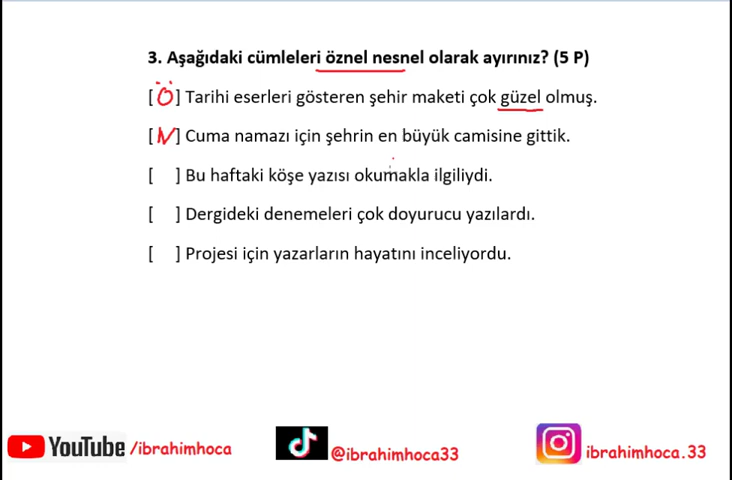 3. Aşağıdaki cümleleri öznel nesnel olarak ayırınız? (5 P)
[Ö] Tarihi eserleri gösteren şehir maketi çok güzel olmuş.
[N] Cuma namazı için şehrin en büyük camisine gittik.
[ ] Bu haftaki köşe yazısı okumakla ilgiliydi.
[ ] Dergideki denemeleri çok doyurucu yazılardı.
[ ] Projesi için yazarların hayatını inceliyordu.
YouTube /ibrahimhoca
@ibrahimhoca33
ibrahimhoca.33